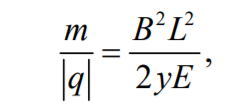 m/|q| = B²L²/2yE,